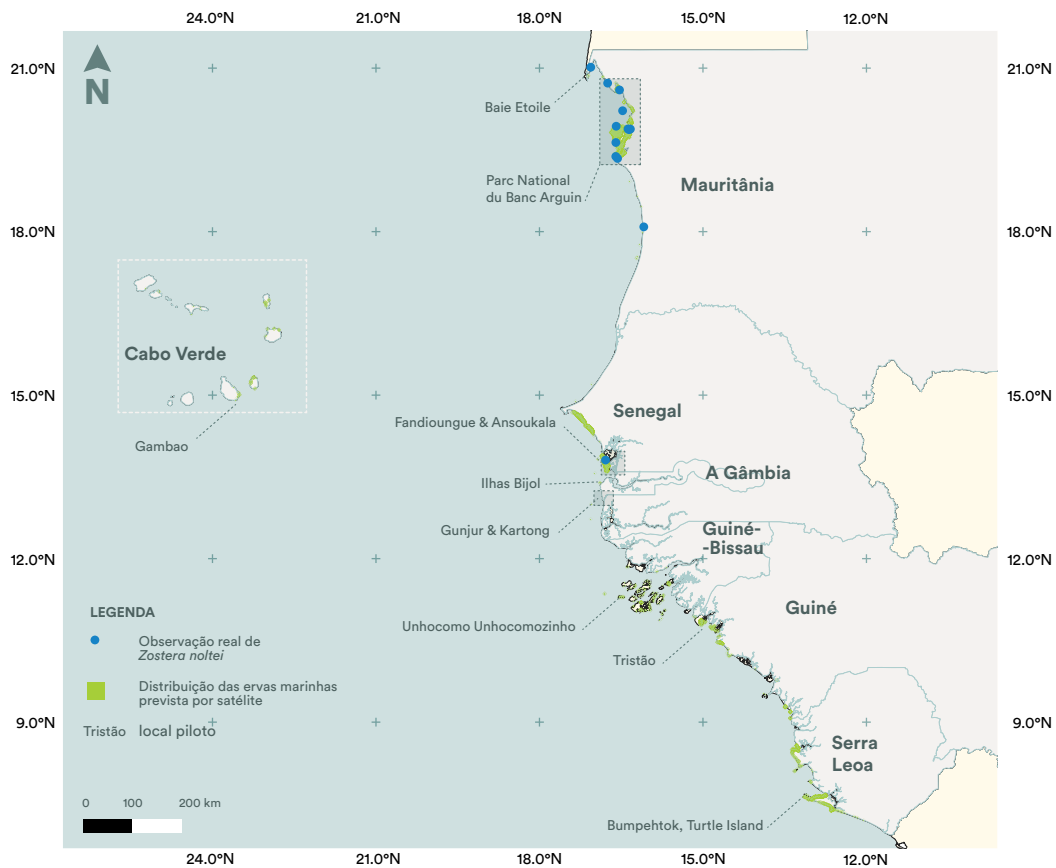 24.0°N
21.0°N
18.0°N
15.0°N
12.0°N
21.0°N
21.0°N
N
Baie Etoile
Parc National
du Banc Arguin
Mauritânia
18.0°N
18.0°N
Cabo Verde
15.0°N
15.0°N
Gambao
Senegal
Fandioungue & Ansoukala
A Gâmbia
Ilhas Bijol
Gunjur & Kartong
Guiné-
-Bissau
12.0°N
12.0°N
Guiné
Unhocomo Unhocomozinho
Tristão
LEGENDA
Observação real de
Zostera noltei
Distribuição das ervas marinhas
prevista por satélite
Tristão local piloto
9.0°N
9.0°N
Serra
Leoa
0 100 200 km
Bumpehtok, Turtle Island
24.0°N
21.0°N
18.0°N
15.0°N
12.0°N